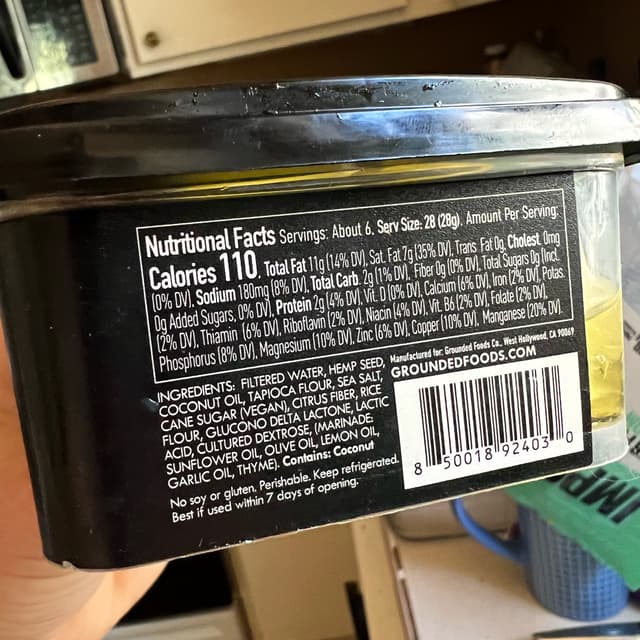 Nutritional Facts Servings: About 6, Serv Size: 28 (28g), Amount Per Serving:
Calories 110, Total Fat 11g (14% DV), Sat. Fat 7g (35% DV), Trans Fat 0g, Cholest. 0mg
(0% DV), Sodium 180mg (8% DV), Total Carb. 2g (1% DV), Fiber 0g (0% DV), Total Sugars 0g (Incl.
0g Added Sugars, 0% DV), Protein 2g (4% DV), Vit. D (0% DV), Calcium (6% DV), Iron (2% DV), Potas.
(2% DV), Thiamin (6% DV), Riboflavin (2% DV), Niacin (4% DV), Vit. B6 (2% DV), Folate (2% DV),
Phosphorus (8% DV), Magnesium (10% DV), Zinc (6% DV), Copper (10% DV), Manganese (20% DV)
INGREDIENTS: FILTERED WATER, HEMP SEED,
COCONUT OIL, TAPIOCA FLOUR, SEA SALT,
CANE SUGAR (VEGAN), CITRUS FIBER, RICE
FLOUR, GLUCONO DELTA LACTONE, LACTIC
ACID, CULTURED DEXTROSE, (MARINADE:
SUNFLOWER OIL, OLIVE OIL, LEMON OIL,
GARLIC OIL, THYME). Contains: Coconut
No soy or gluten. Perishable. Keep refrigerated.
Best if used within 7 days of opening.
Manufactured for: Grounded Foods Co., West Hollywood, CA 90069
GROUNDEDFOODS.COM
8 50018 92403 0
IMP